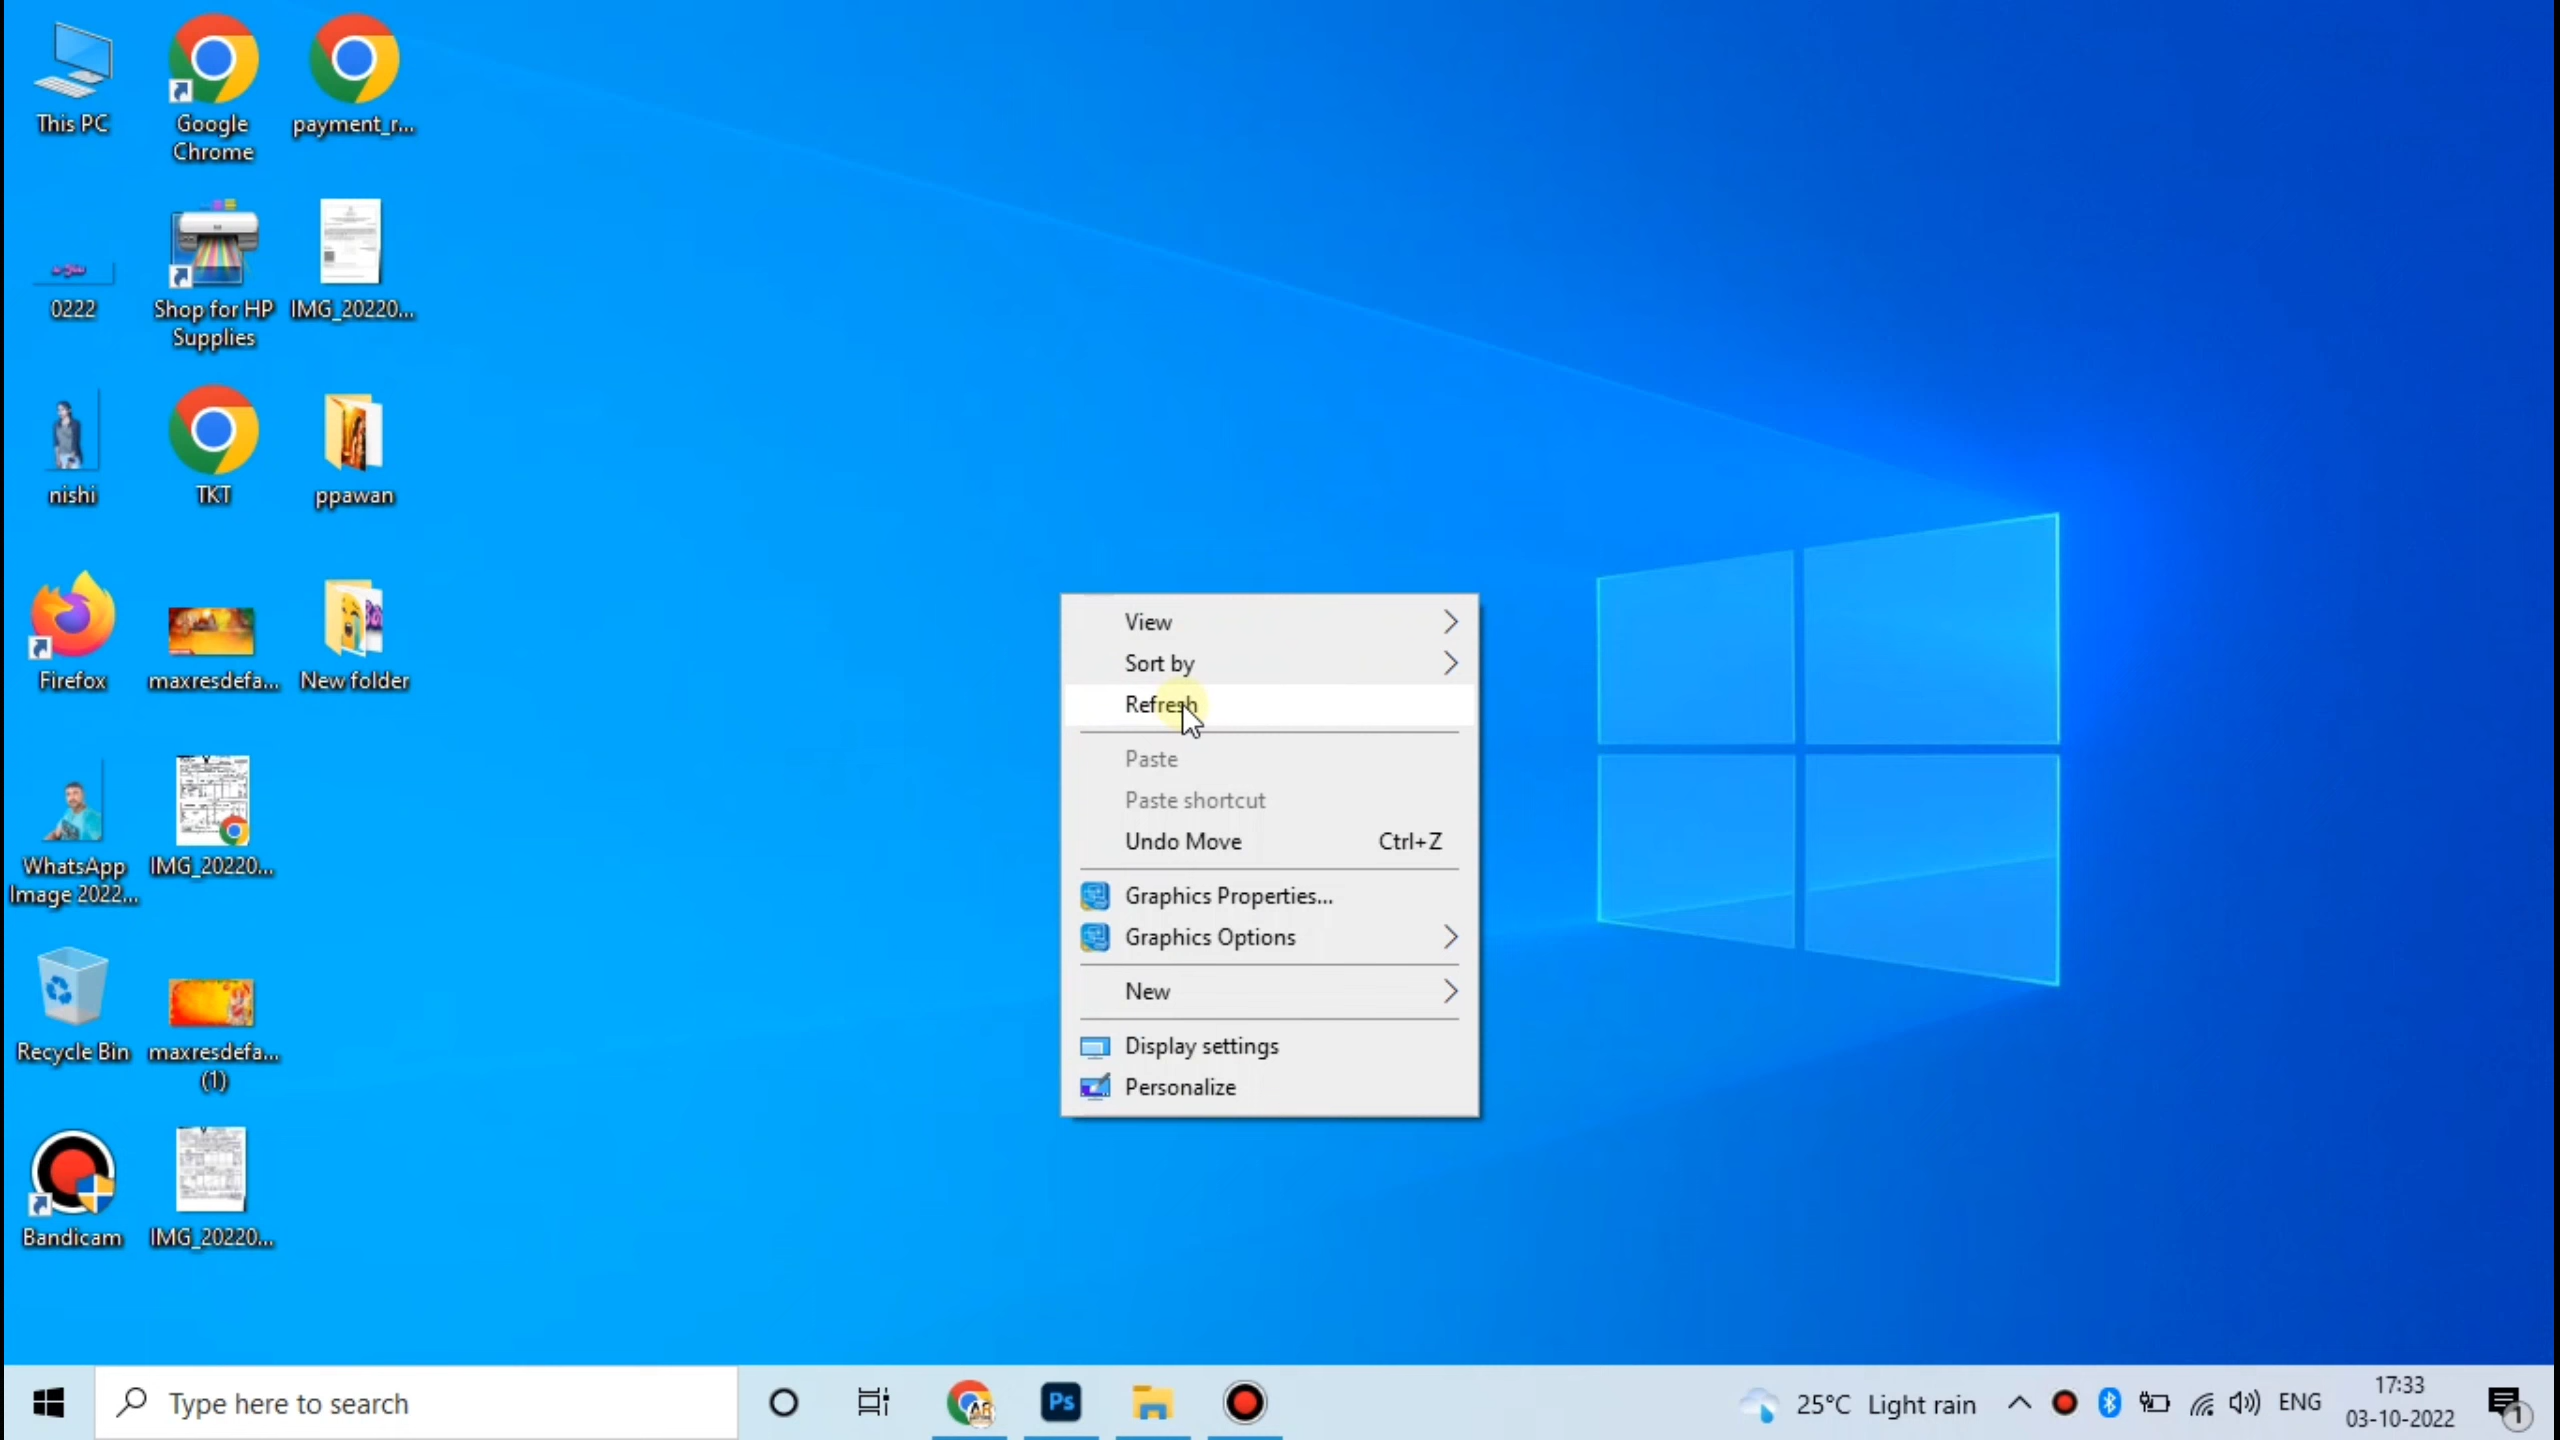 This PC
Google
Chrome
payment_r...
0222
Shop for HP
Supplies
IMG_20220...
nishi
TKT
ppawan
Firefox
maxresdefa...
New folder
WhatsApp
Image 2022...
IMG_20220...
Recycle Bin
maxresdefa...
(1)
Bandicam
IMG_20220...
View
Sort by
Refresh
Paste
Paste shortcut
Undo Move Ctrl+Z
Graphics Properties...
Graphics Options
New
Display settings
Personalize
Type here to search
Ps
25°C Light rain
ENG
17:33
03-10-2022
1